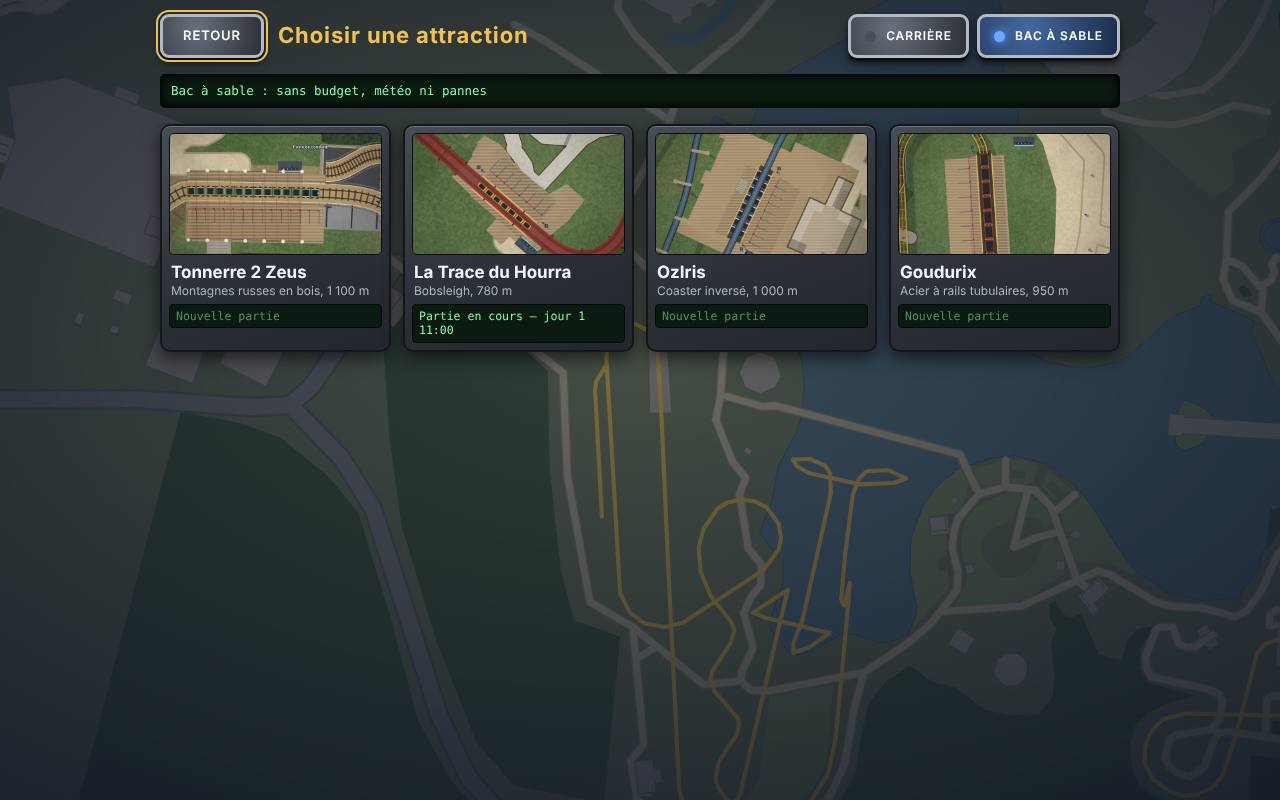 RETOUR
Choisir une attraction
CARRIÈRE
BAC À SABLE
Bac à sable : sans budget, météo ni pannes
Tonnerre 2 Zeus
Montagnes russes en bois, 1 100 m
Nouvelle partie
La Trace du Hourra
Bobsleigh, 780 m
Partie en cours — jour 1
11:00
OzIris
Coaster inversé, 1 000 m
Nouvelle partie
Goudurix
Acier à rails tubulaires, 950 m
Nouvelle partie